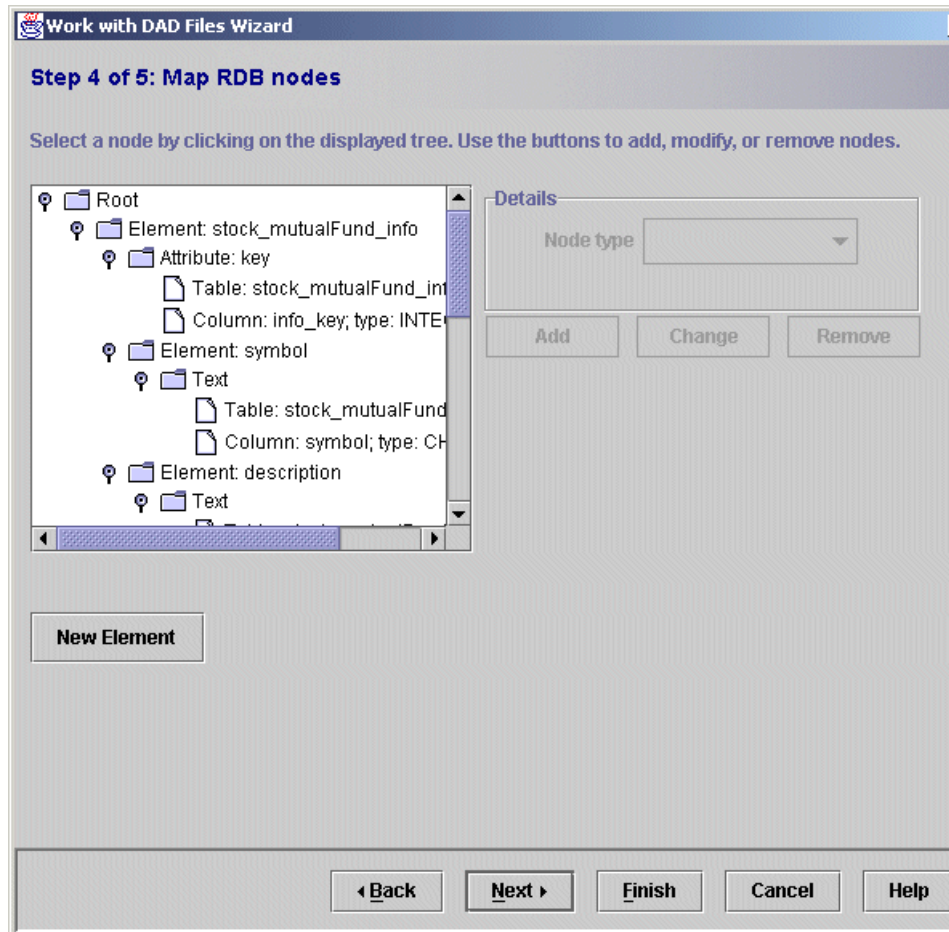 Work with DAD Files Wizard
Step 4 of 5: Map RDB nodes
Select a node by clicking on the displayed tree. Use the buttons to add, modify, or remove nodes.
Root
Element: stock_mutualFund_info
Attribute: key
Table: stock_mutualFund_inf
Column: info_key; type: INTE
Element: symbol
Text
Table: stock_mutualFund
Column: symbol; type: CH
Element: description
Text
Details
Node type
Add Change Remove
New Element
Back Next Finish Cancel Help